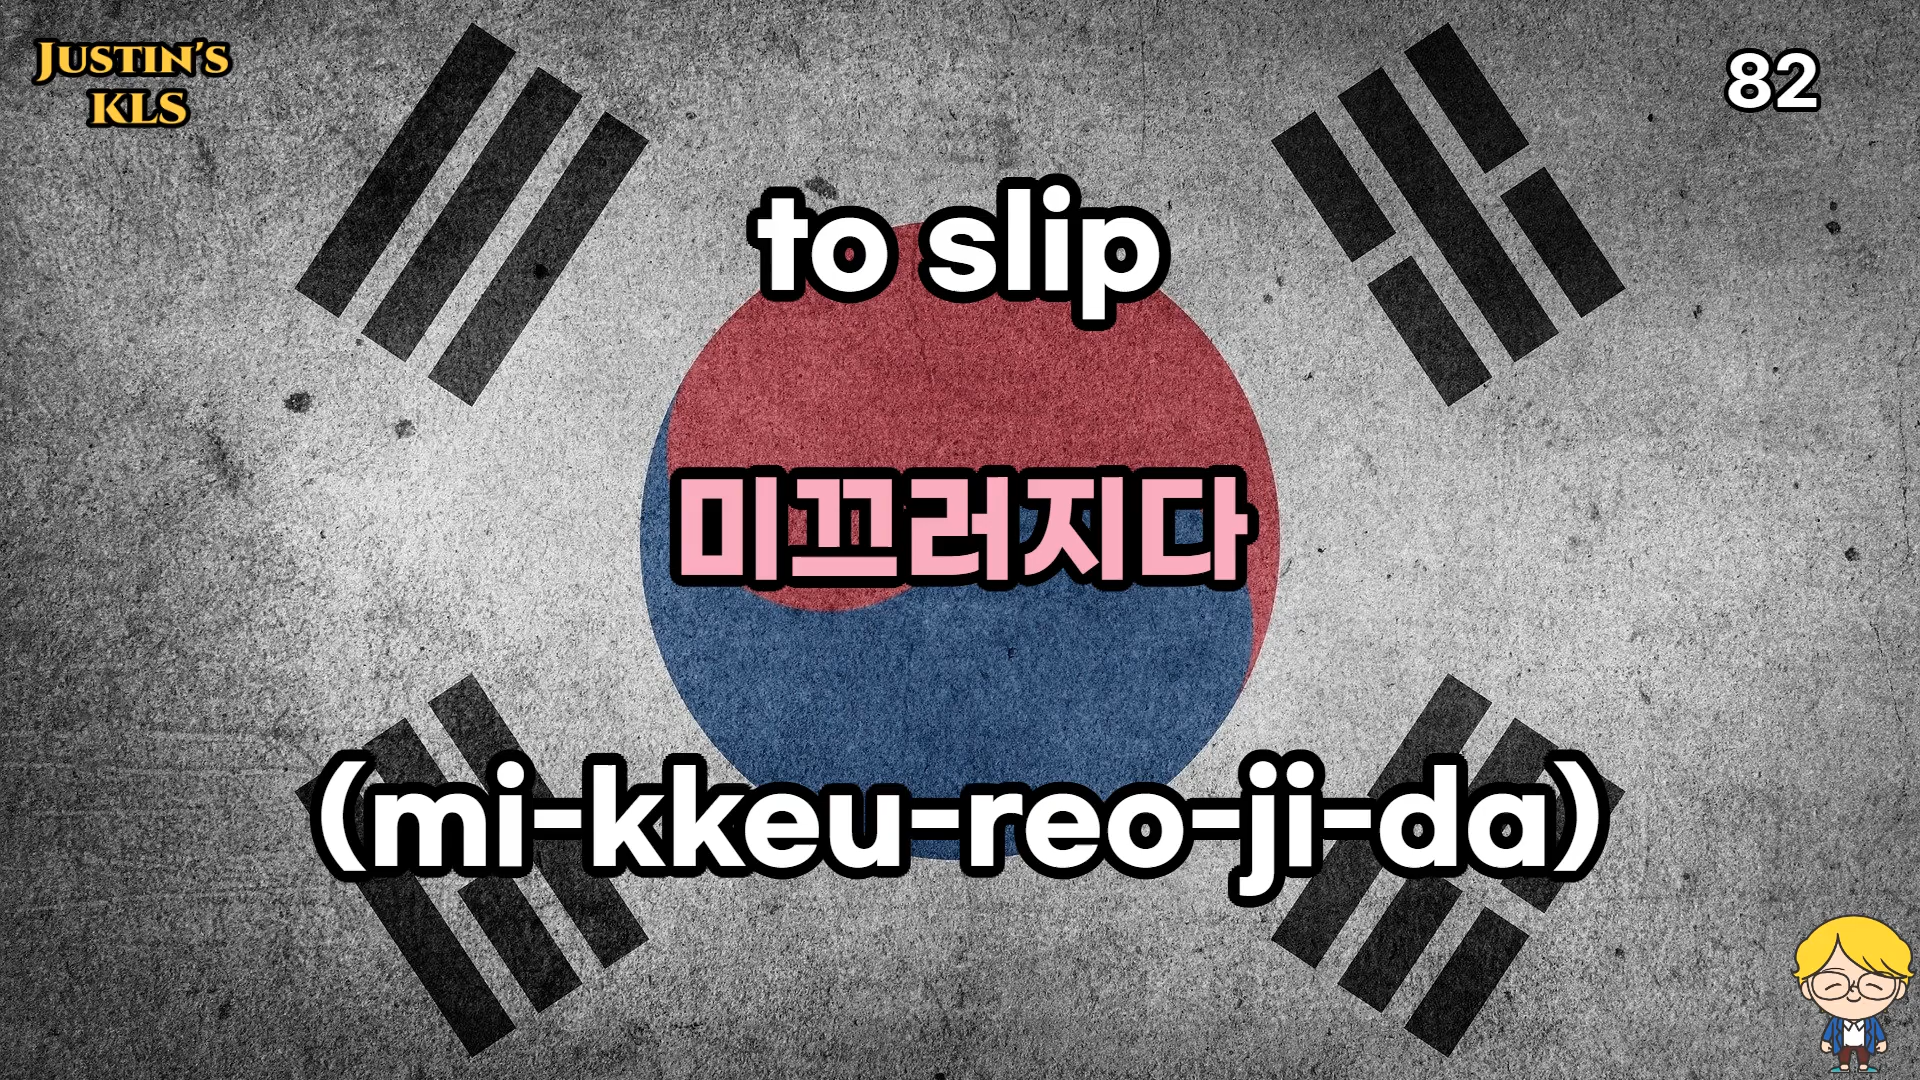 JUSTIN'S
KLS
82
to slip
미끄러지다
(mi-kkeu-reo-ji-da)